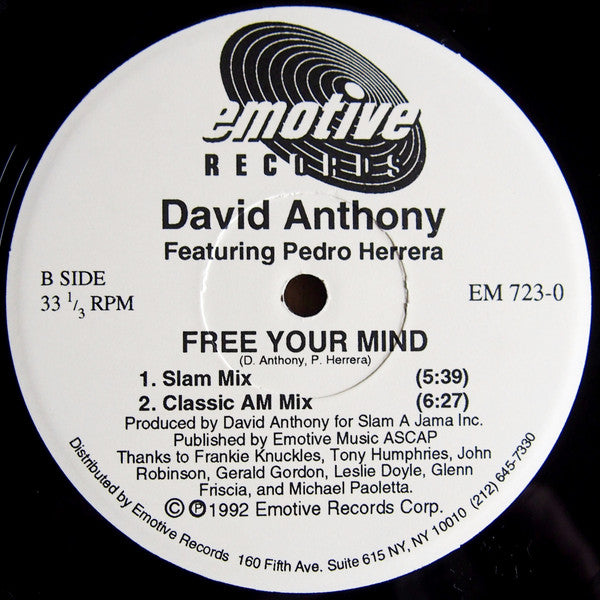 emotive
RECORDS
David Anthony
Featuring Pedro Herrera
B SIDE
33 1/3 RPM
EM 723-0
FREE YOUR MIND
(D. Anthony, P. Herrera)
1. Slam Mix (5:39)
2. Classic AM Mix (6:27)
Produced by David Anthony for Slam A Jama Inc.
Published by Emotive Music ASCAP
Thanks to Frankie Knuckles, Tony Humphries, John
Robinson, Gerald Gordon, Leslie Doyle, Glenn
Friscia, and Michael Paoletta.
©℗1992 Emotive Records Corp.
Distributed by Emotive Records 160 Fifth Ave. Suite 615 NY, NY 10010 (212) 645-7330